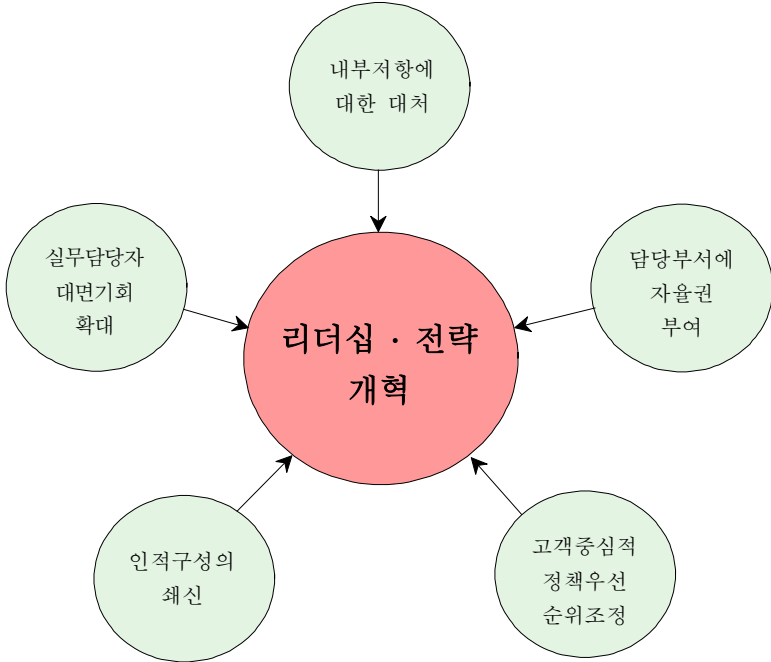 내부저항에
대한 대처
실무담당자
대면기회
확대
담당부서에
자율권
부여
리더십 · 전략
개혁
인적구성의
쇄신
고객중심적
정책우선
순위조정